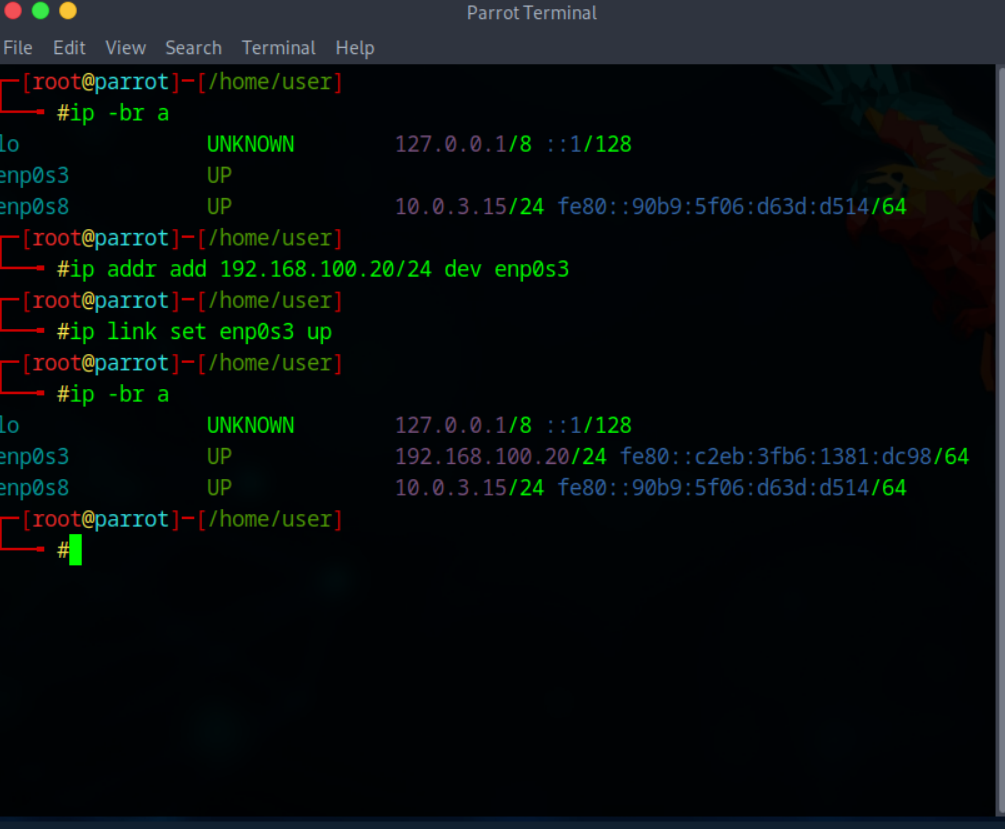 Parrot Terminal
File Edit View Search Terminal Help
[root@parrot]─[/home/user]
#ip -br a
lo UNKNOWN 127.0.0.1/8 ::1/128
enp0s3 UP
enp0s8 UP 10.0.3.15/24 fe80::90b9:5f06:d63d:d514/64
[root@parrot]─[/home/user]
#ip addr add 192.168.100.20/24 dev enp0s3
[root@parrot]─[/home/user]
#ip link set enp0s3 up
[root@parrot]─[/home/user]
#ip -br a
lo UNKNOWN 127.0.0.1/8 ::1/128
enp0s3 UP 192.168.100.20/24 fe80::c2eb:3fb6:1381:dc98/64
enp0s8 UP 10.0.3.15/24 fe80::90b9:5f06:d63d:d514/64
[root@parrot]─[/home/user]
#